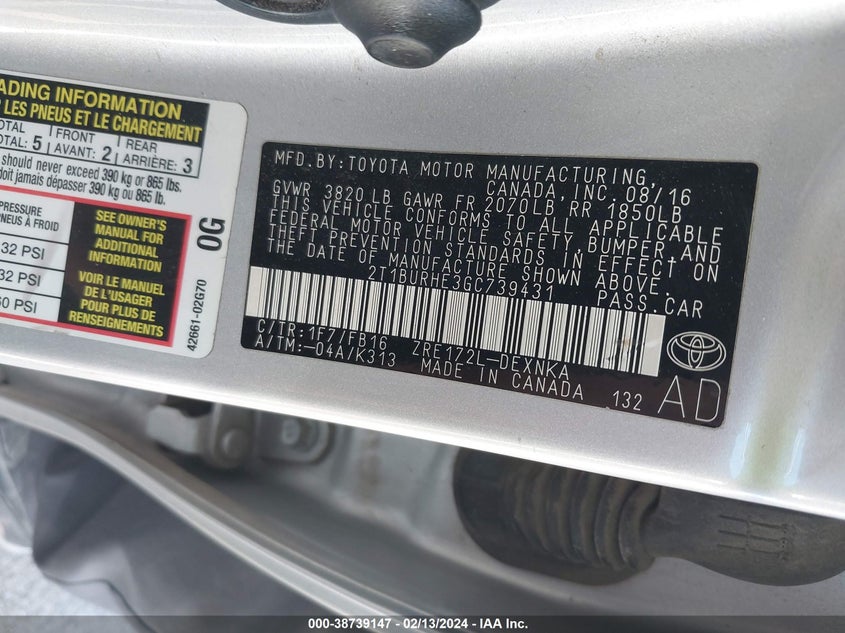 ADING INFORMATION
R LES PNEUS ET LE CHARGEMENT
OTAL FRONT REAR
OTAL: 5 AVANT: 2 ARRIÈRE: 3
should never exceed 390 kg or 865 lbs.
doit jamais dépasser 390 kg ou 865 lb.
PRESSURE
PNEUS À FROID
32 PSI
32 PSI
60 PSI
SEE OWNER'S
MANUAL FOR
ADDITIONAL
INFORMATION
VOIR LE MANUEL
DE L'USAGER
POUR PLUS DE
RENSEIGNEMENTS
0G
42661-02G70
MFD.BY:TOYOTA MOTOR MANUFACTURING,
CANADA, INC. 08/16
GVWR 3820 LB GAWR FR 2070LB RR 1850LB
THIS VEHICLE CONFORMS TO ALL APPLICABLE
FEDERAL MOTOR VEHICLE SAFETY, BUMPER, AND
THEFT PREVENTION STANDARDS IN EFFECT ON
THE DATE OF MANUFACTURE SHOWN ABOVE.
2T1BURHE3GC739431 PASS.CAR
C/TR:1F7/FB16 ZRE172L-DEXNKA
A/TM:-04A/K313 MADE IN CANADA 132
AD
000-38739147 - 02/13/2024 - IAA Inc.